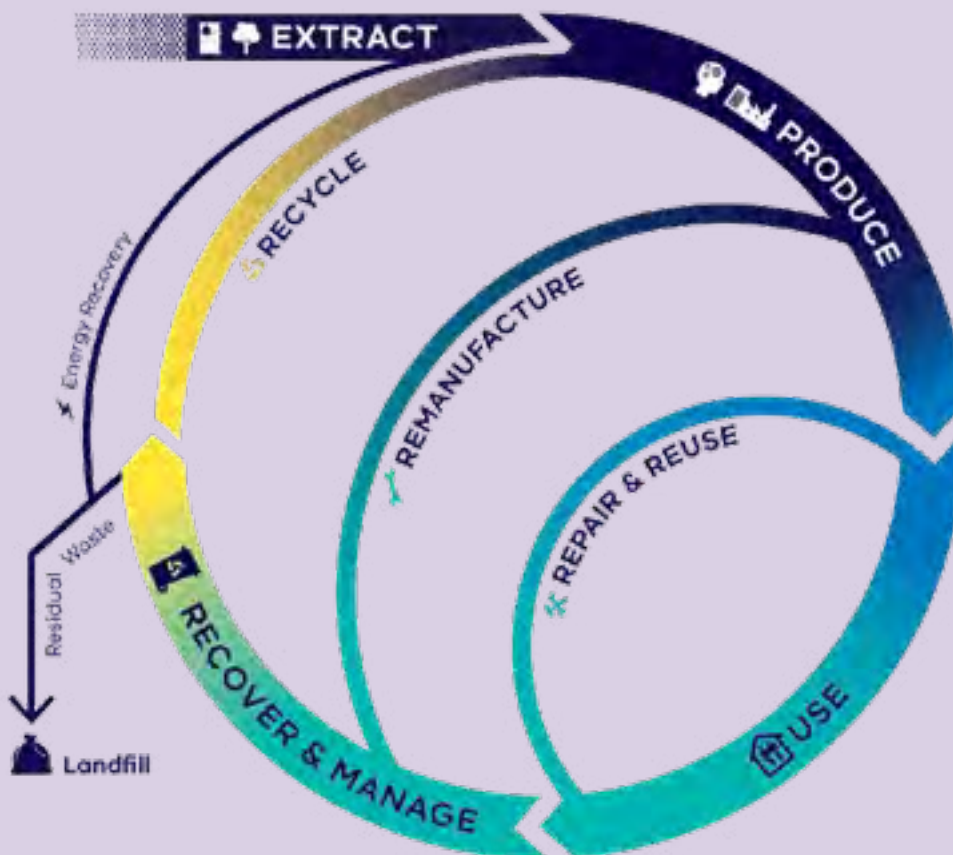 EXTRACT
PRODUCE
RECYCLE
Energy Recovery
REMANUFACTURE
REPAIR & REUSE
Residual Waste
RECOVER & MANAGE
USE
Landfill